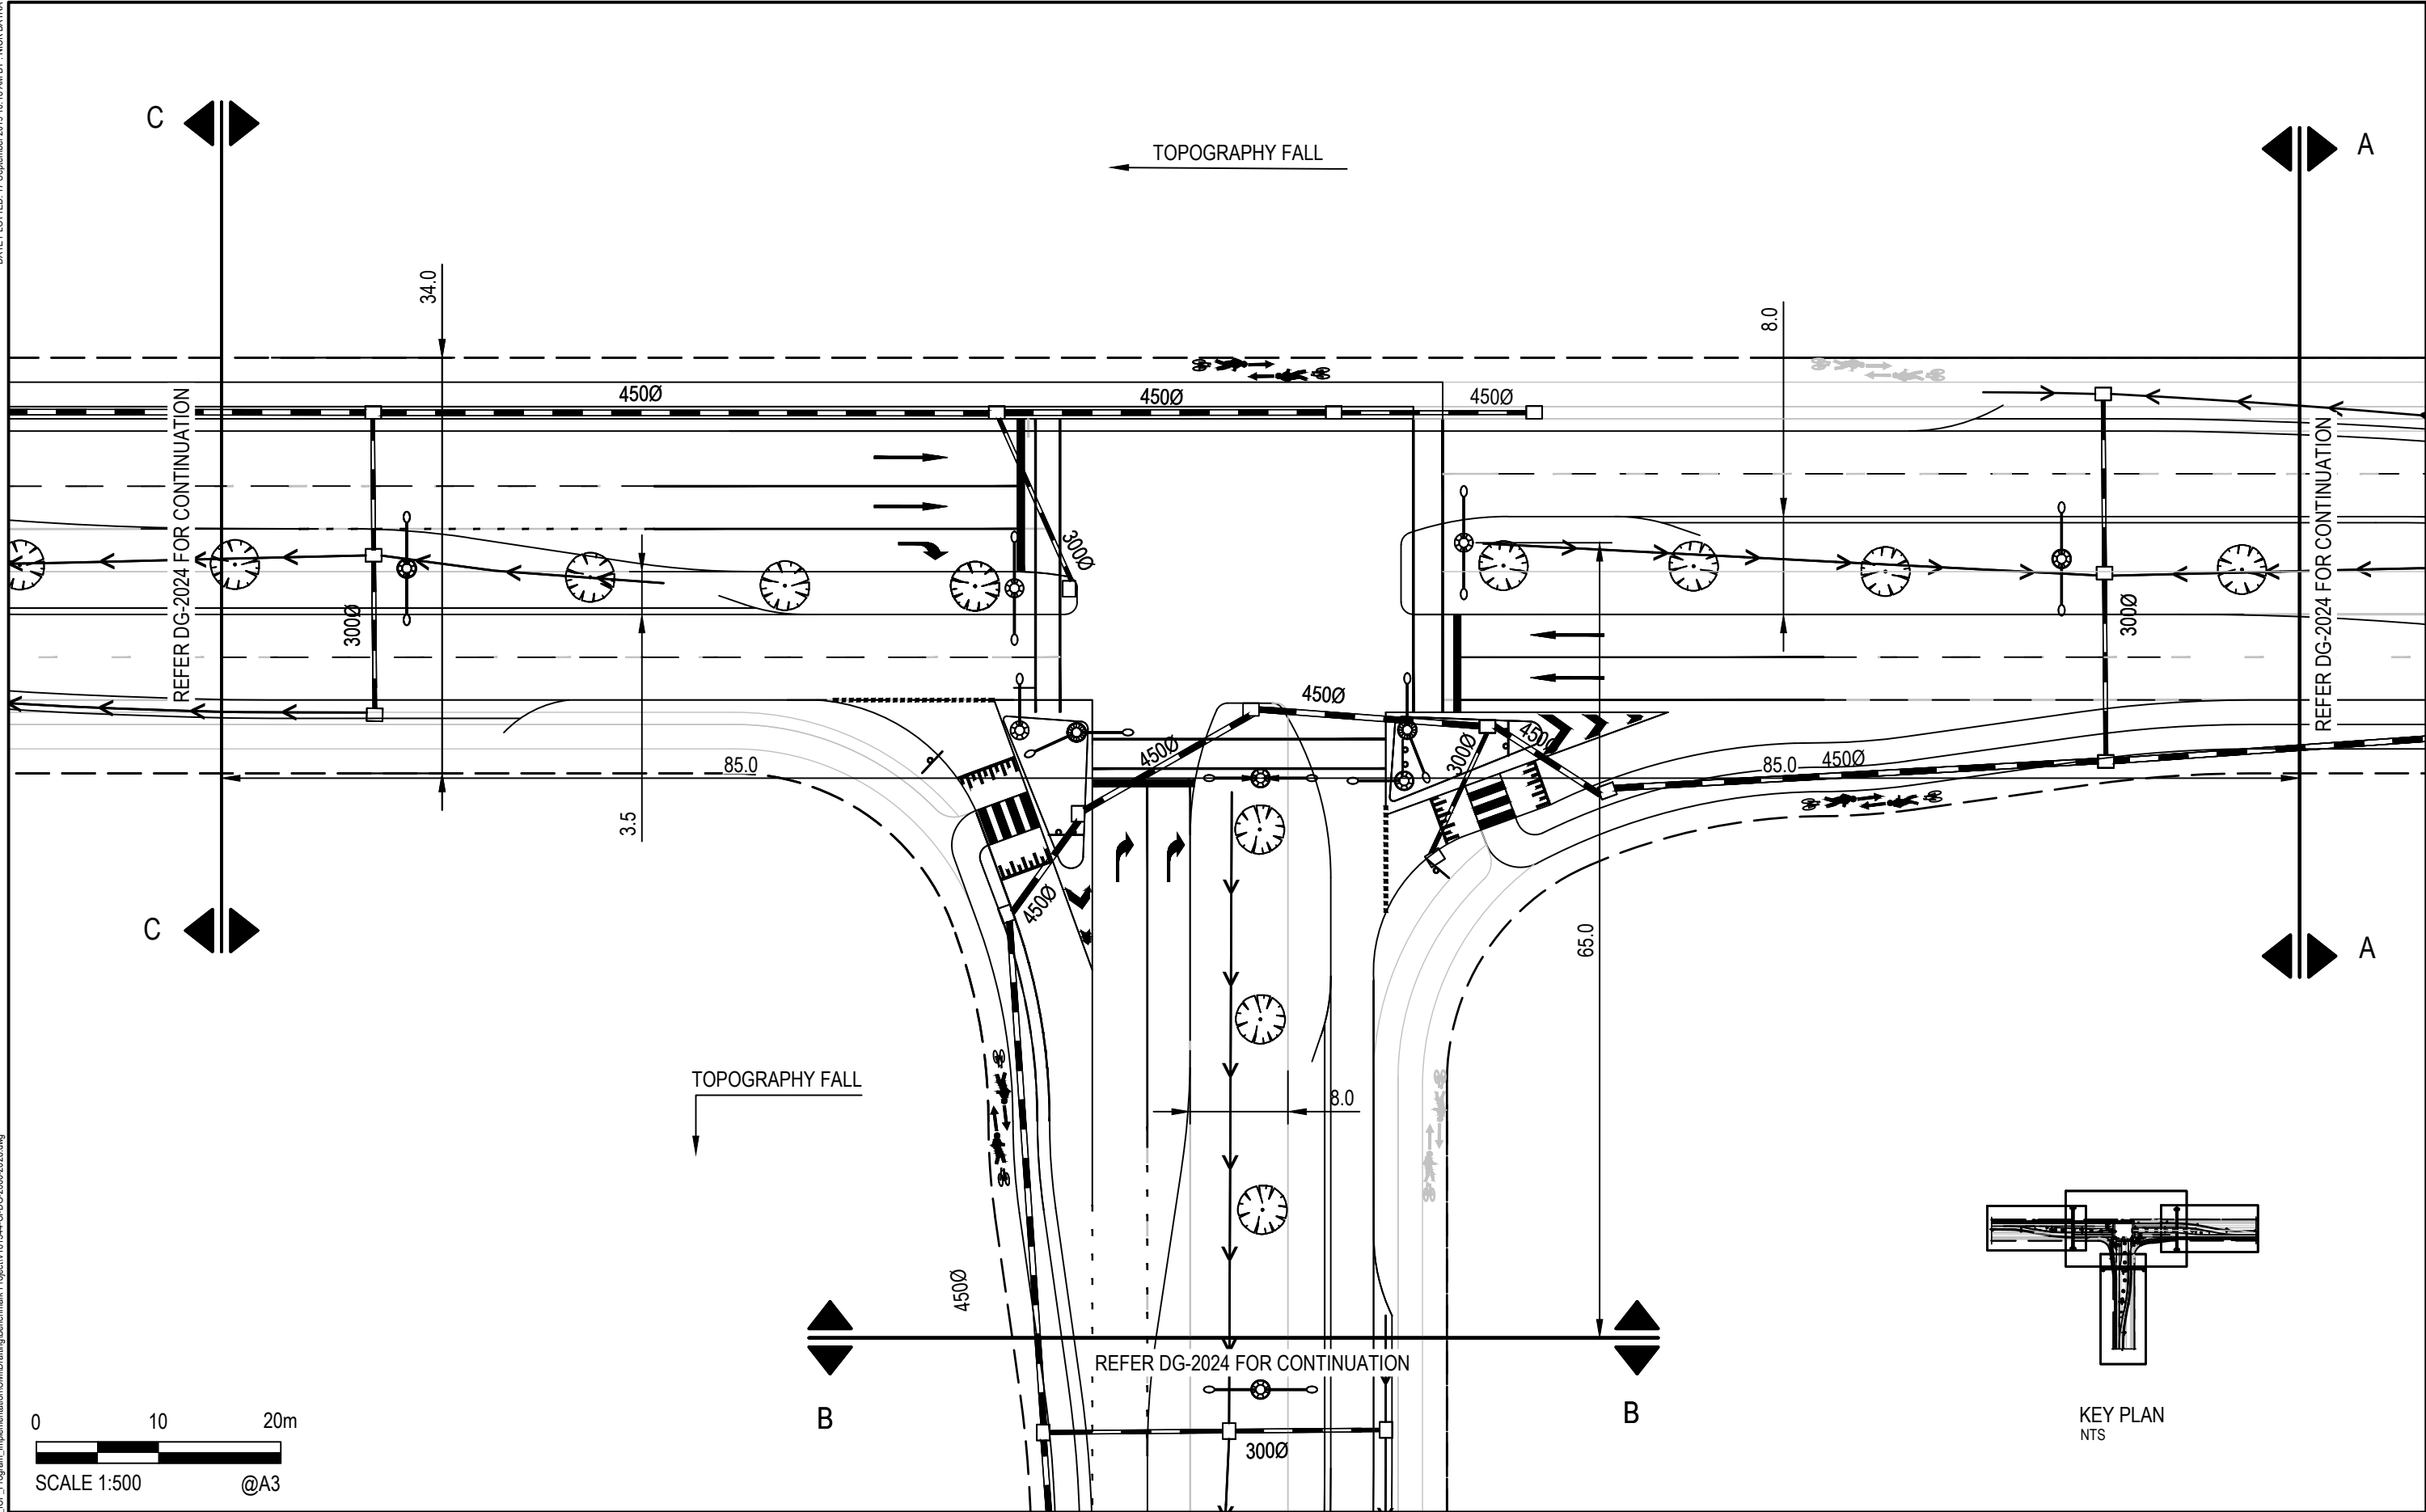 C
A
TOPOGRAPHY FALL
34.0
8.0
450Ø
450Ø
450Ø
REFER DG-2024 FOR CONTINUATION
REFER DG-2024 FOR CONTINUATION
300Ø
300Ø
300Ø
450Ø
450Ø
300Ø
450Ø
85.0
85.0
450Ø
3.5
450Ø
C
65.0
A
TOPOGRAPHY FALL
8.0
450Ø
REFER DG-2024 FOR CONTINUATION
B
B
300Ø
0 10 20m
SCALE 1:500 @A3
KEY PLAN
NTS